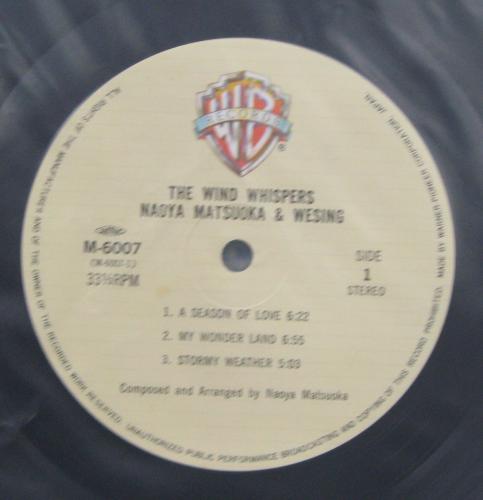 WB
RECORDS
®
THE WIND WHISPERS
NAOYA MATSUOKA & WESING
M-6007
(M-6007-1)
33⅓RPM
SIDE
1
STEREO
1. A SEASON OF LOVE 6:22
2. MY WONDER LAND 6:55
3. STORMY WEATHER 5:03
Composed and Arranged by Naoya Matsuoka
ALL RIGHTS OF THE MANUFACTURER AND OF THE OWNER OF THE RECORDED WORK RESERVED. UNAUTHORIZED PUBLIC PERFORMANCE BROADCASTING AND COPYING OF THIS RECORD PROHIBITED. MADE BY WARNER-PIONEER CORPORATION, JAPAN